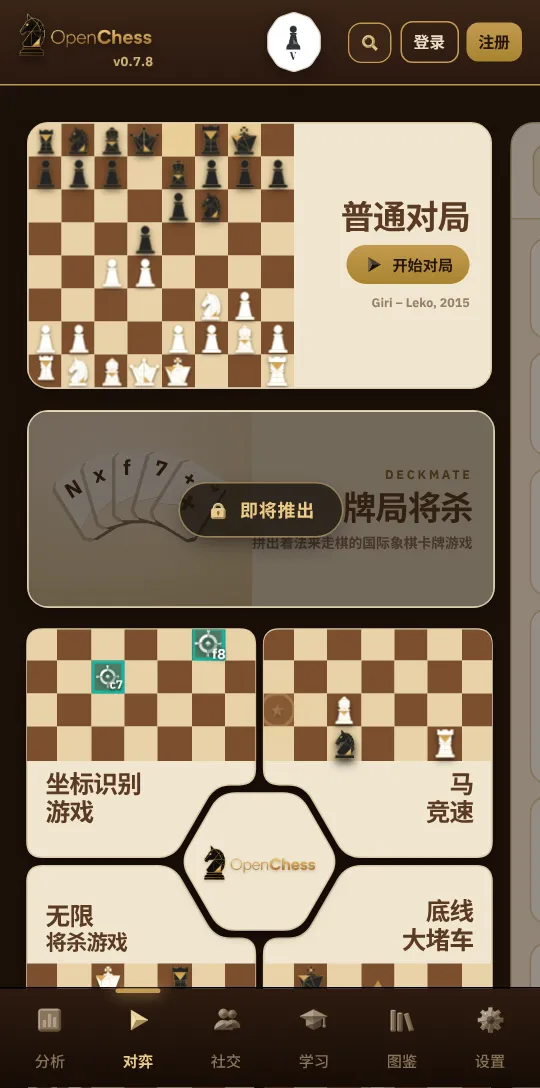 OpenChess
v0.7.8
V
登录
注册
普通对局
开始对局
Giri – Leko, 2015
N x f 7 +
DECKMATE
即将推出
牌局将杀
拼出着法来走棋的国际象棋卡牌游戏
f8
c7
坐标识别
游戏
马
竞速
OpenChess
无限
将杀游戏
底线
大堵车
分析
对弈
社交
学习
图鉴
设置